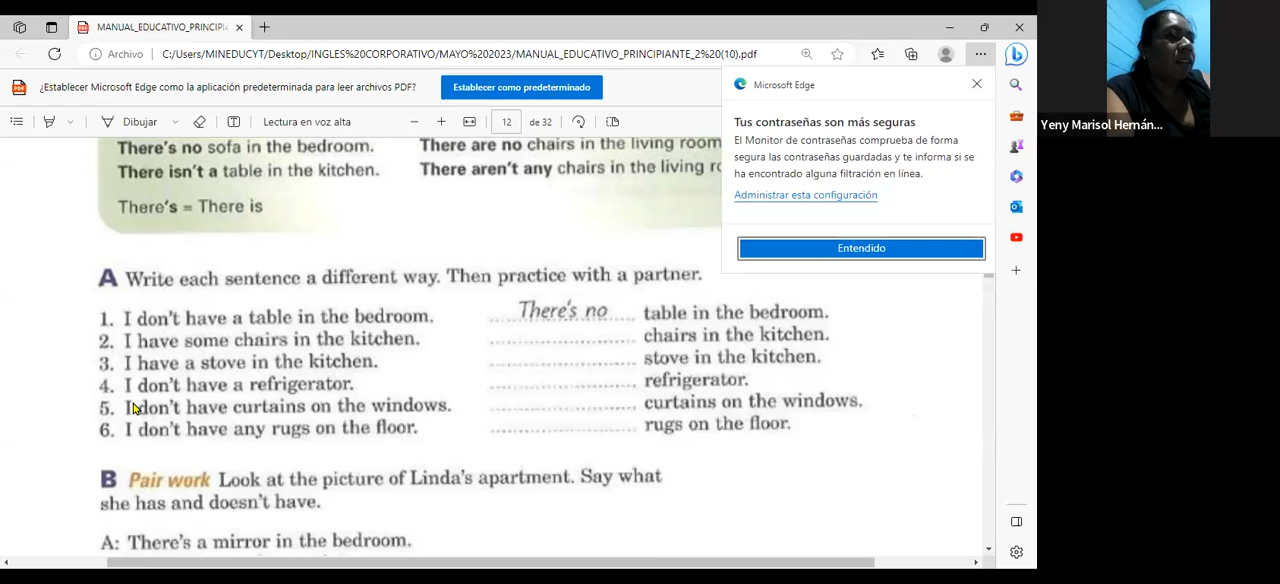 MANUAL_EDUCATIVO_PRINCIPI
Archivo
C:/Users/MINEDUCYT/Desktop/INGLES%20CORPORATIVO/MAYO%202023/MANUAL_EDUCATIVO_PRINCIPIANTE_2%20(10).pdf
¿Establecer Microsoft Edge como la aplicación predeterminada para leer archivos PDF?
Establecer como predeterminado
Dibujar
Lectura en voz alta
12 de 32
Microsoft Edge
Tus contraseñas son más seguras
El Monitor de contraseñas comprueba de forma
segura las contraseñas guardadas y te informa si se
ha encontrado alguna filtración en línea.
Administrar esta configuración
Entendido
Yeny Marisol Hernán...
There's no sofa in the bedroom. There are no chairs in the living room
There isn't a table in the kitchen. There aren't any chairs in the living
There's = There is
A Write each sentence a different way. Then practice with a partner.
1. I don't have a table in the bedroom. There's no table in the bedroom.
2. I have some chairs in the kitchen. chairs in the kitchen.
3. I have a stove in the kitchen. stove in the kitchen.
4. I don't have a refrigerator. refrigerator.
5. I don't have curtains on the windows. curtains on the windows.
6. I don't have any rugs on the floor. rugs on the floor.
B Pair work Look at the picture of Linda's apartment. Say what
she has and doesn't have.
A: There's a mirror in the bedroom.